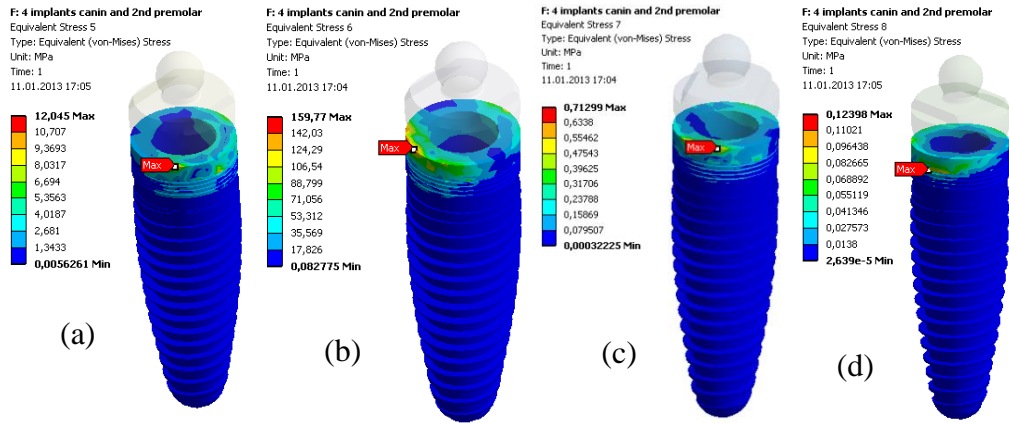 F: 4 implants canin and 2nd premolar
Equivalent Stress 5
Type: Equivalent (von-Mises) Stress
Unit: MPa
Time: 1
11.01.2013 17:05
12,045 Max
10,707
9,3693
8,0317
6,694
5,3563
4,0187
2,681
1,3433
0,0056261 Min
Max
(a)
F: 4 implants canin and 2nd premolar
Equivalent Stress 6
Type: Equivalent (von-Mises) Stress
Unit: MPa
Time: 1
11.01.2013 17:04
159,77 Max
142,03
124,29
106,54
88,799
71,056
53,312
35,569
17,826
0,082775 Min
Max
(b)
F: 4 implants canin and 2nd premolar
Equivalent Stress 7
Type: Equivalent (von-Mises) Stress
Unit: MPa
Time: 1
11.01.2013 17:04
0,71299 Max
0,6338
0,55462
0,47543
0,39625
0,31706
0,23788
0,15869
0,079507
0,00032225 Min
Max
(c)
F: 4 implants canin and 2nd premolar
Equivalent Stress 8
Type: Equivalent (von-Mises) Stress
Unit: MPa
Time: 1
11.01.2013 17:05
0,12398 Max
0,11021
0,096438
0,082665
0,068892
0,055119
0,041346
0,027573
0,0138
2,639e-5 Min
Max
(d)